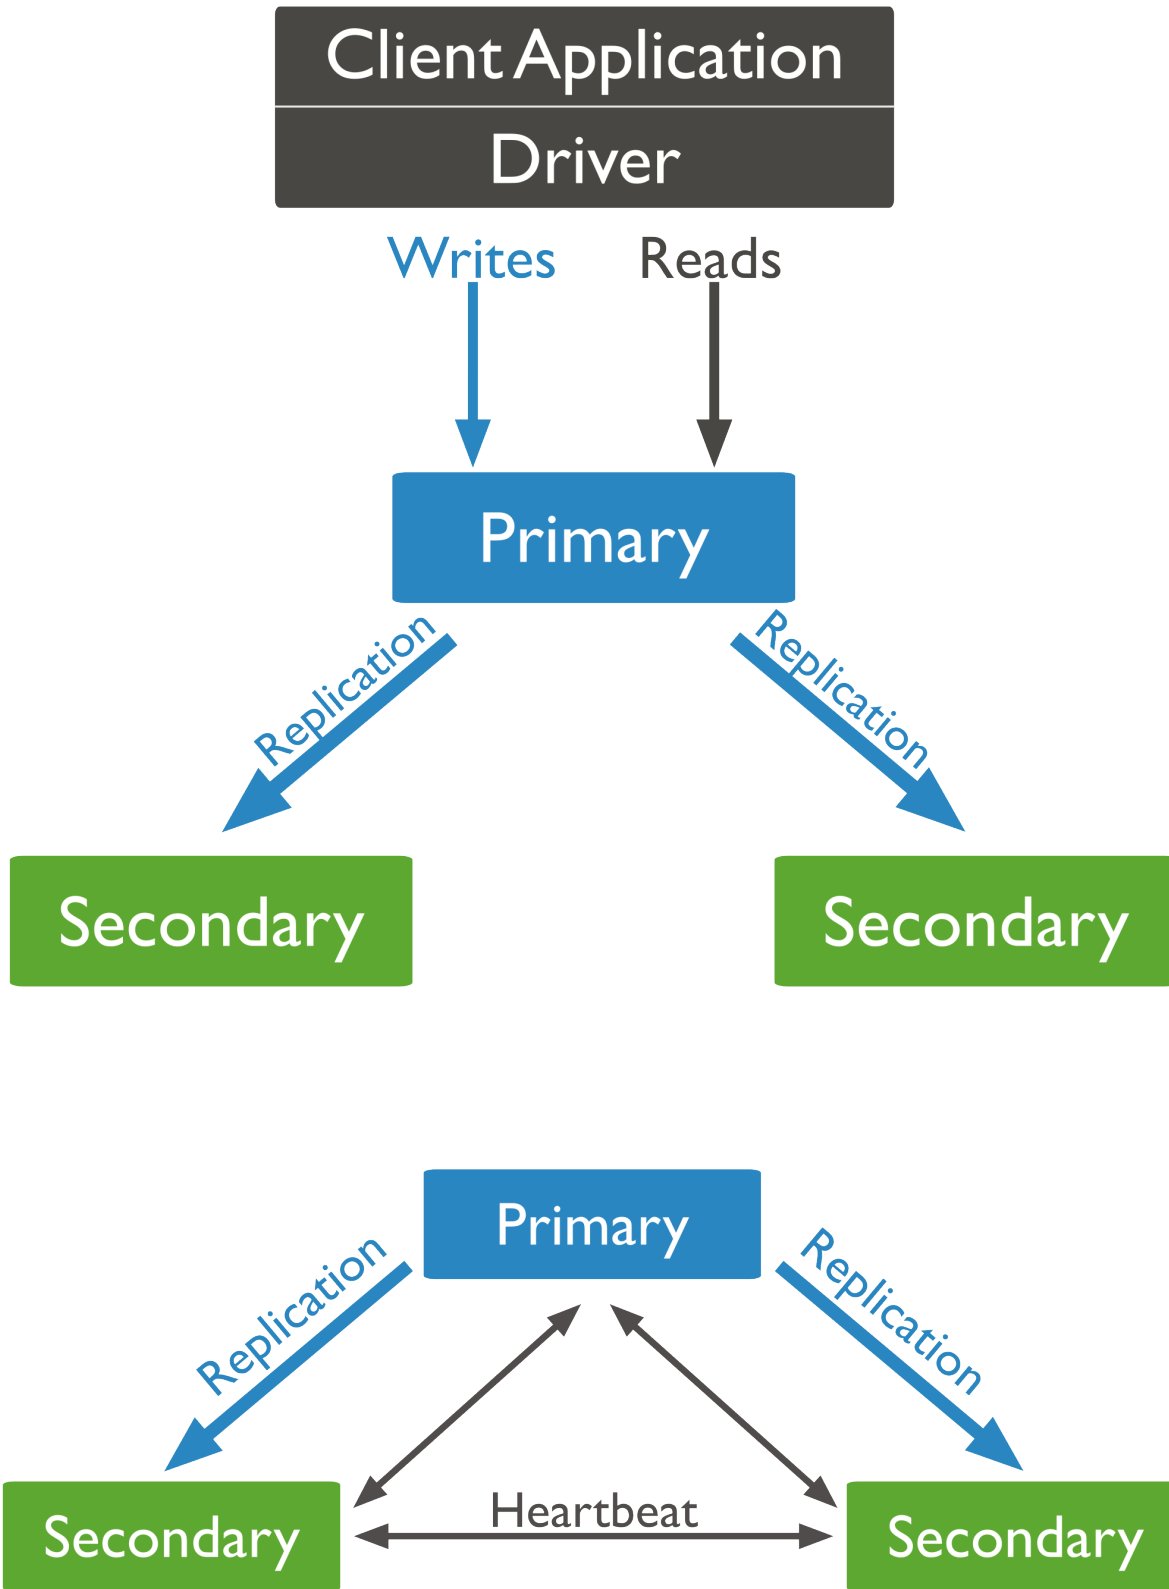 Client Application
Driver
Writes
Reads
Primary
Replication
Replication
Secondary
Secondary
Primary
Replication
Replication
Heartbeat
Secondary
Secondary